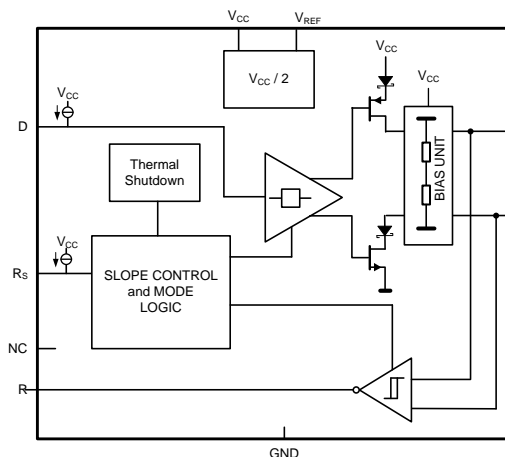 VCC VREF
VCC / 2
VCC
VCC
VCC
D
BIAS UNIT
Thermal
Shutdown
VCC
RS
SLOPE CONTROL
and MODE
LOGIC
NC
R
GND